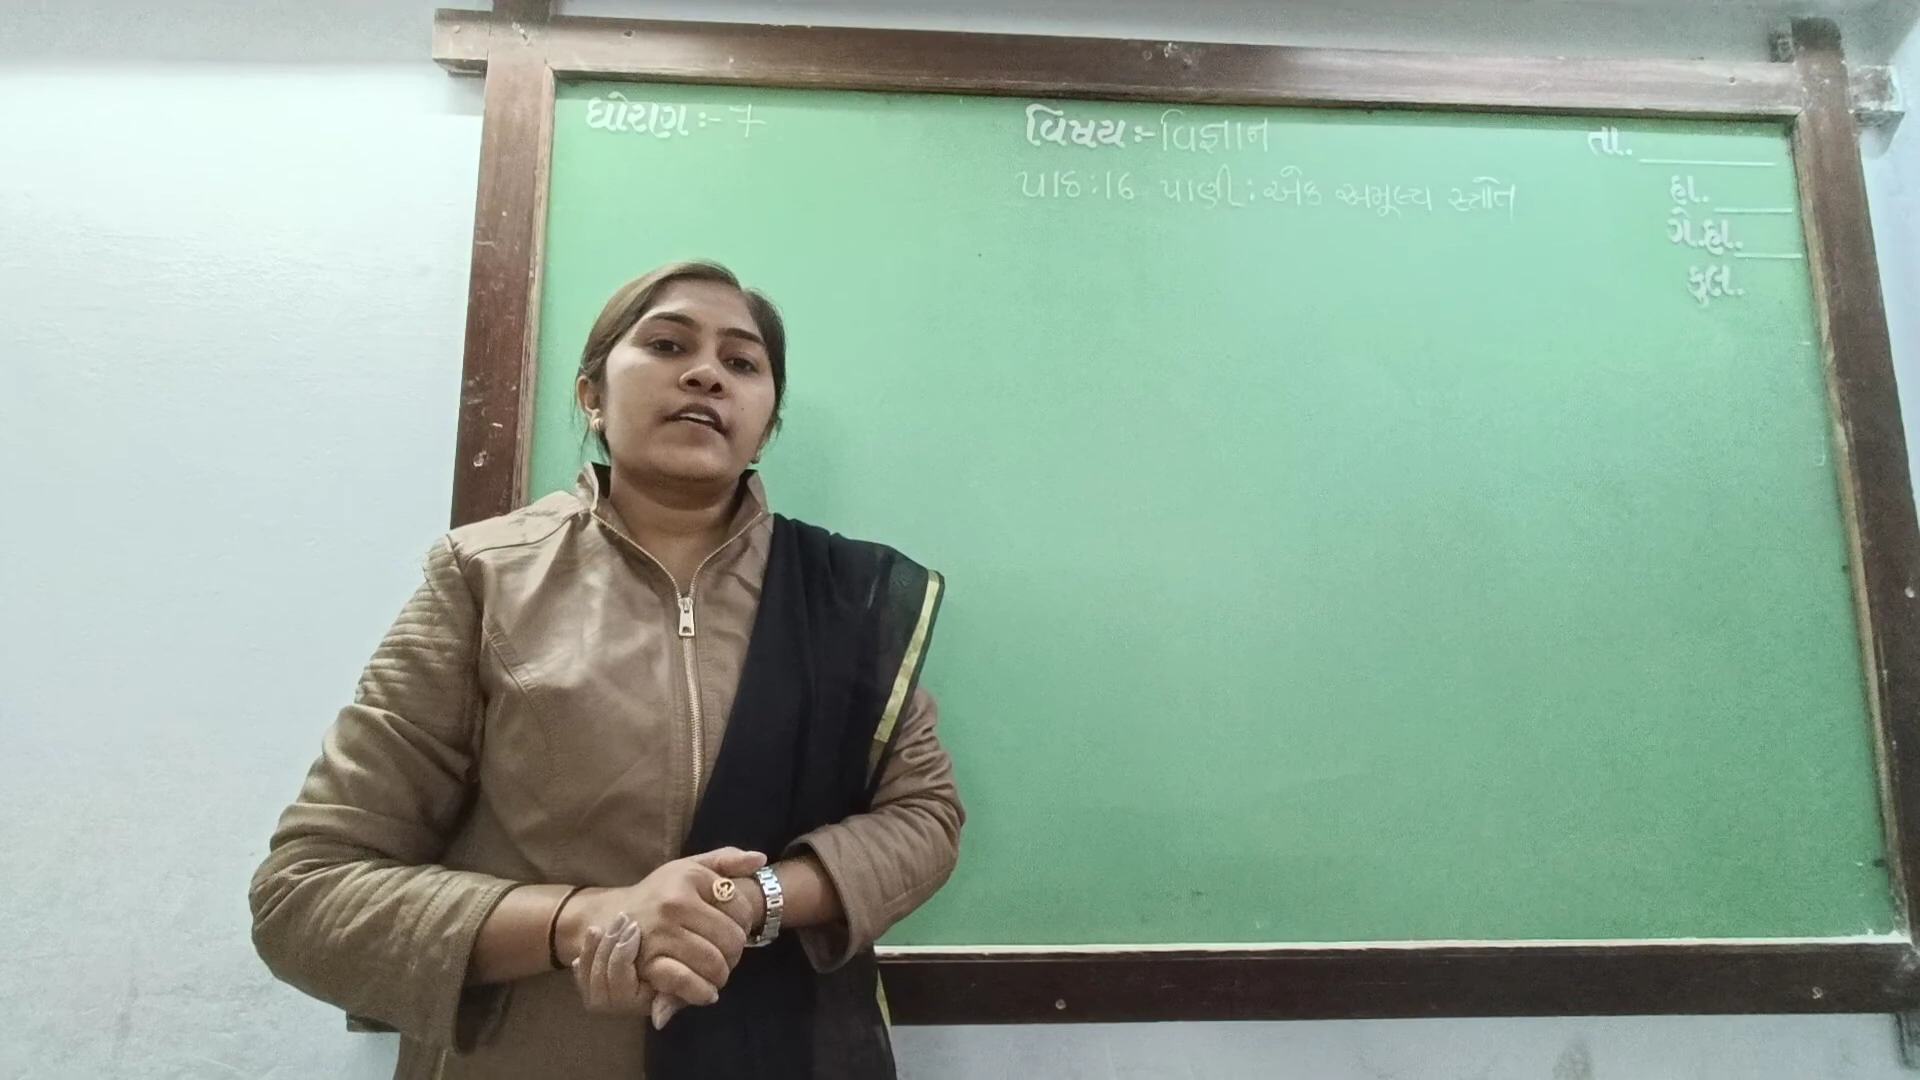 ધોરણ :- 7
વિષય :- વિજ્ઞાન
પાઠ : 16 પાણી : એક અમૂલ્ય સ્ત્રોત
તા.
હા.
ગે.હા.
કુલ.